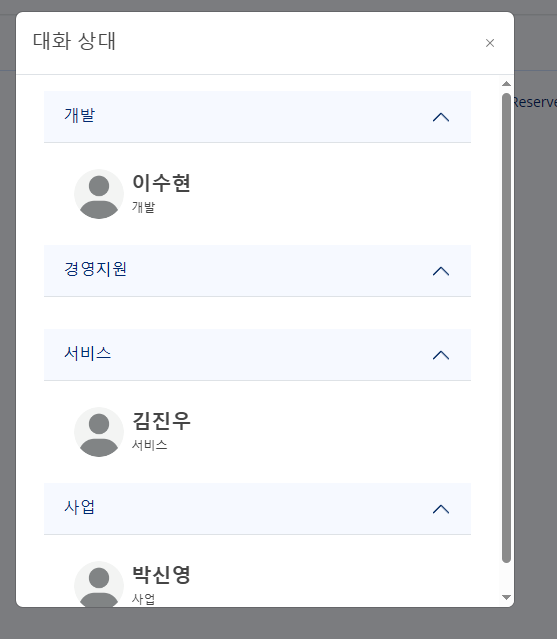 대화 상대
×
Reserve
개발
이수현
개발
경영지원
서비스
김진우
서비스
사업
박신영
사업